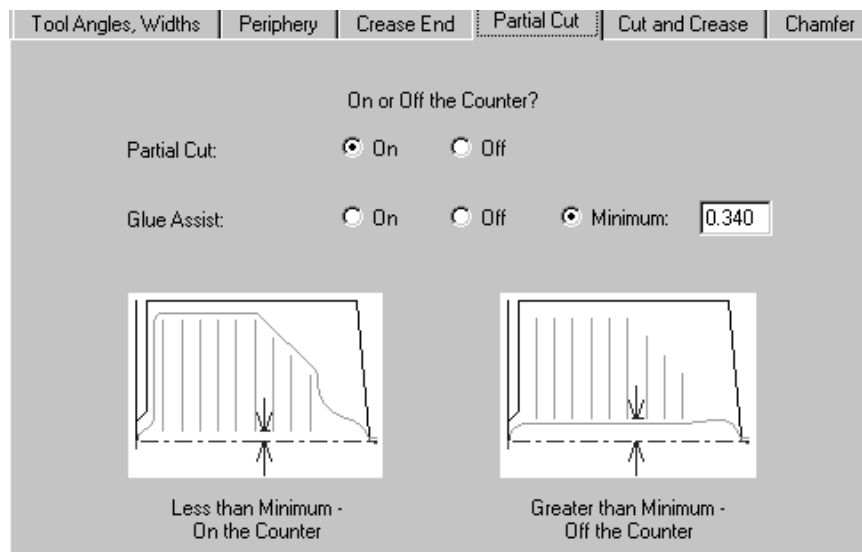 Tool Angles, Widths Periphery Crease End Partial Cut Cut and Crease Chamfer
On or Off the Counter?
Partial Cut: On Off
Glue Assist: On Off Minimum: 0.340
Less than Minimum - Greater than Minimum -
On the Counter Off the Counter